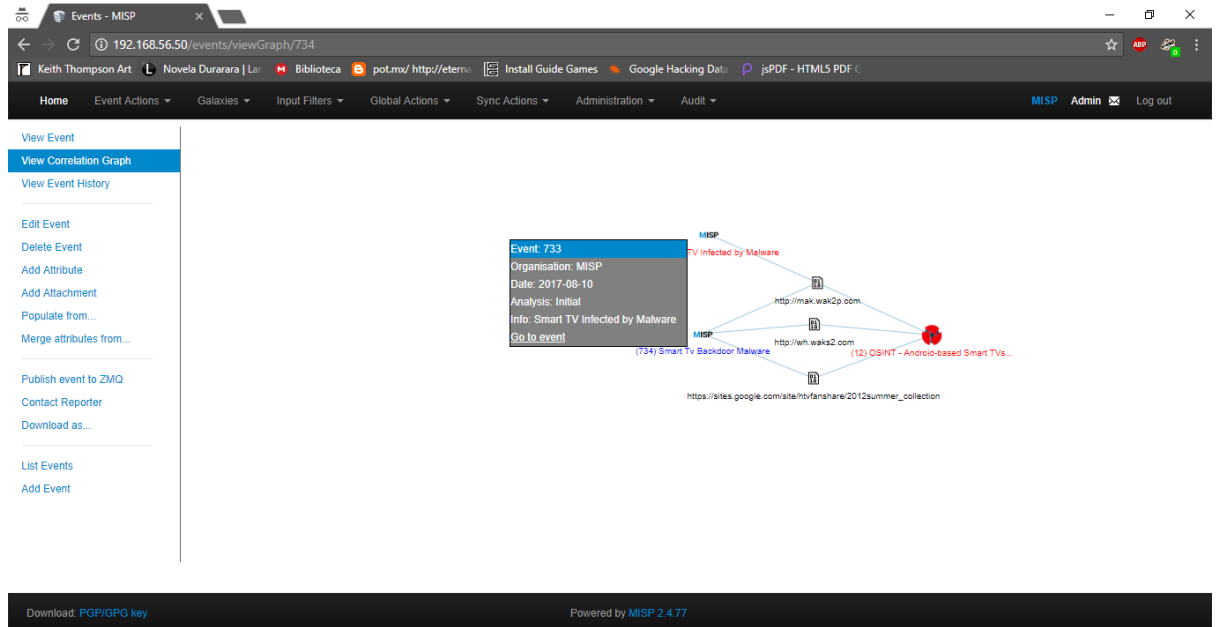 Events - MISP
192.168.56.50/events/viewGraph/734
ABP
0
Keith Thompson Art
Novela Durarara | Lar
Biblioteca
pot.mx/ http://eterna
Install Guide Games
Google Hacking Data
jsPDF - HTML5 PDF G
Home
Event Actions
Galaxies
Input Filters
Global Actions
Sync Actions
Administration
Audit
MISP
Admin
Log out
View Event
View Correlation Graph
View Event History
Edit Event
Delete Event
Add Attribute
Add Attachment
Populate from...
Merge attributes from...
Publish event to ZMQ
Contact Reporter
Download as...
List Events
Add Event
Event: 733
Organisation: MISP
Date: 2017-08-10
Analysis: Initial
Info: Smart TV Infected by Malware
Go to event
MISP
TV Infected by Malware
http://mak.wak2p.com
MISP
(734) Smart Tv Backdoor Malware
http://wh.waks2.com
(12) OSINT - Android-based Smart TVs...
https://sites.google.com/site/htvfanshare/2012summer_collection
Download: PGP/GPG key
Powered by MISP 2.4.77